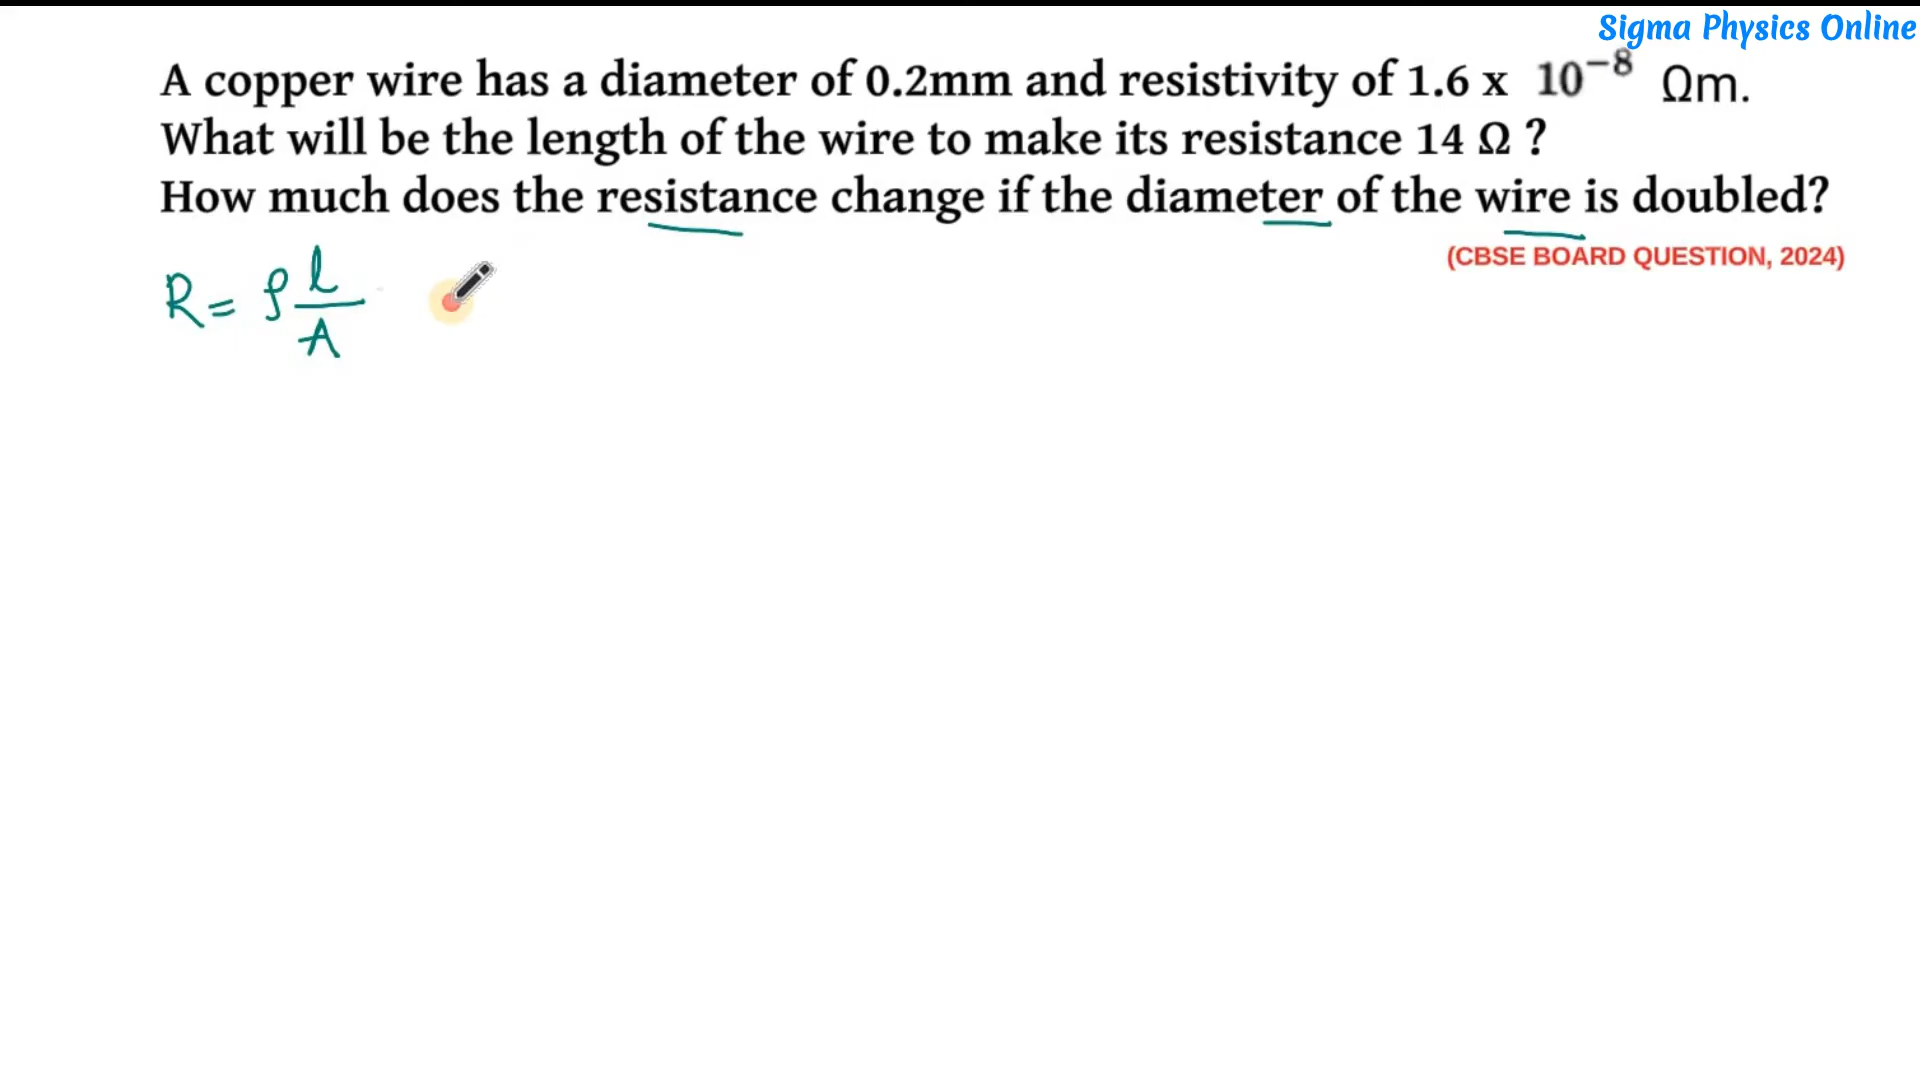 Sigma Physics Online
A copper wire has a diameter of 0.2mm and resistivity of 1.6 x 10⁻⁸ Ωm.
What will be the length of the wire to make its resistance 14 Ω ?
How much does the resistance change if the diameter of the wire is doubled?
(CBSE BOARD QUESTION, 2024)
R = ρ l/A